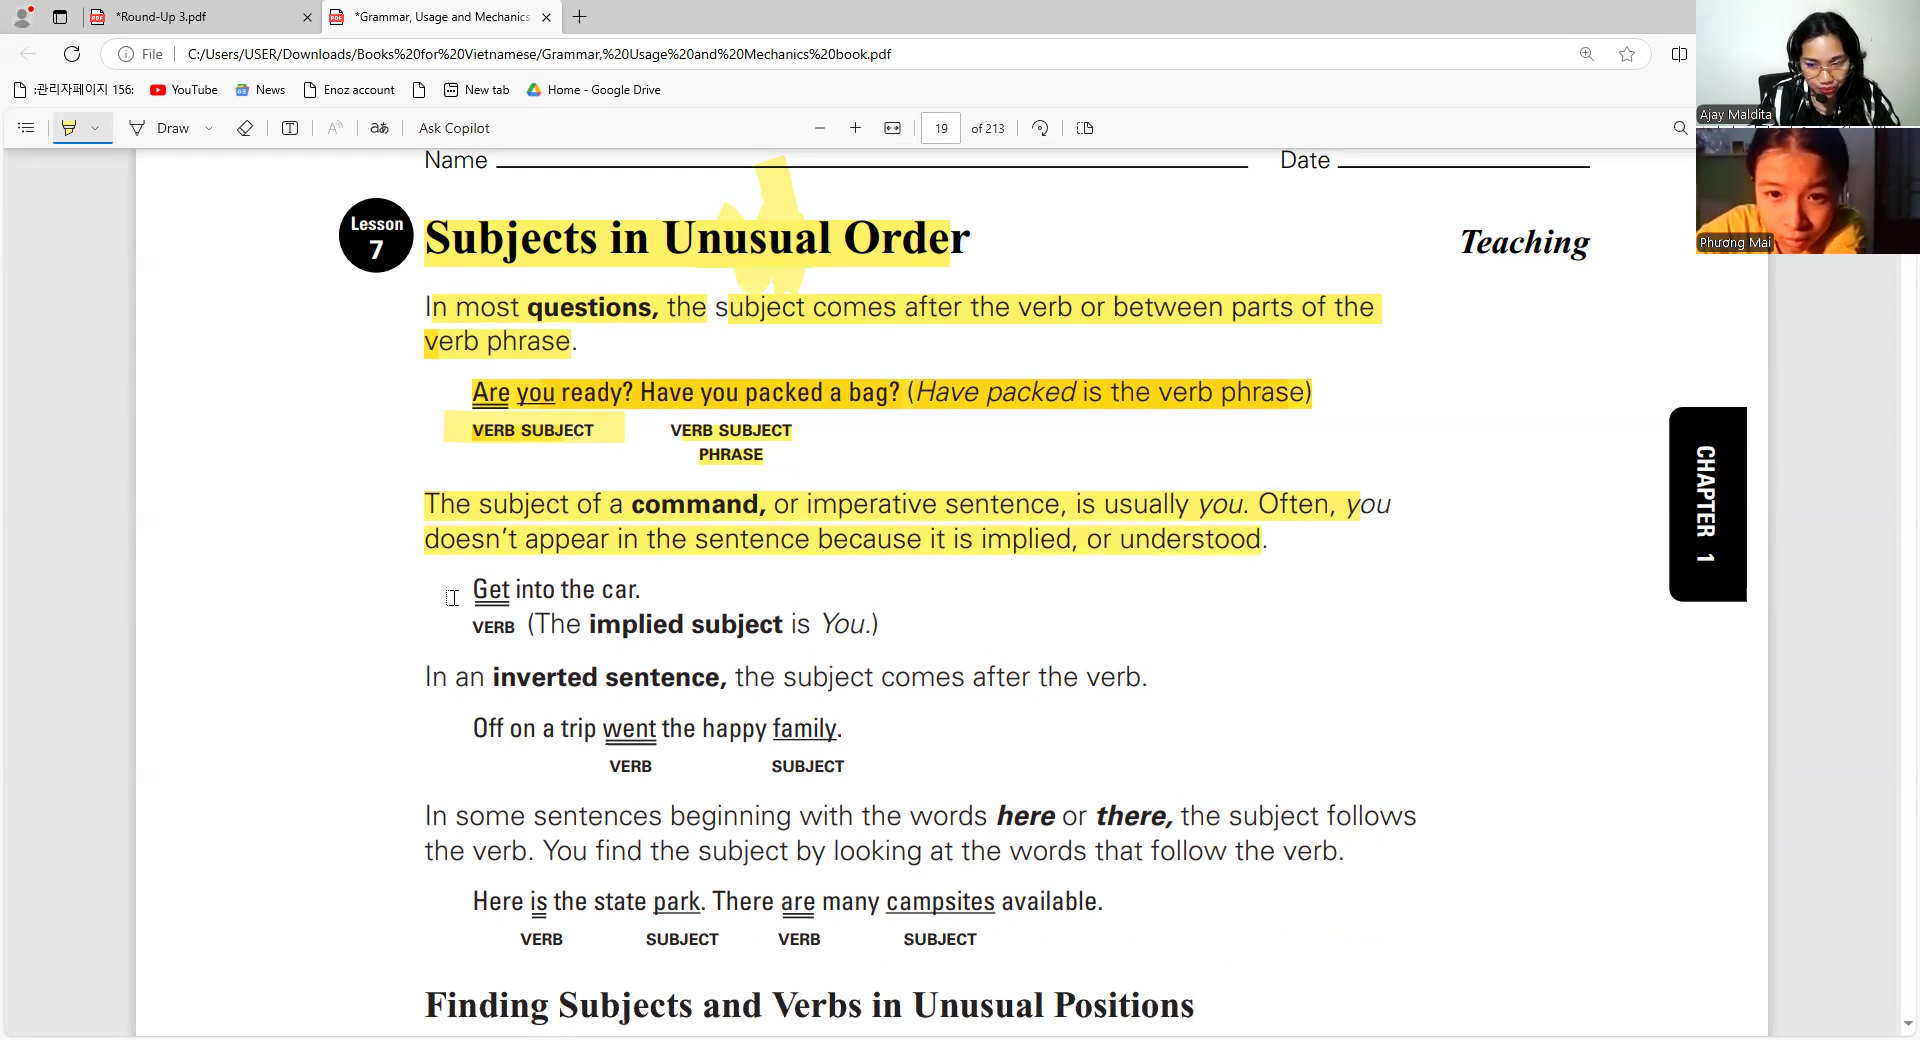 *Round-Up 3.pdf
*Grammar, Usage and Mechanics
File
C:/Users/USER/Downloads/Books%20for%20Vietnamese/Grammar,%20Usage%20and%20Mechanics%20book.pdf
:관리자페이지 156:
YouTube
News
Enoz account
New tab
Home - Google Drive
Draw
Ask Copilot
19 of 213
Ajay Maldita
Phương Mai
Name
Date
Lesson
7
Subjects in Unusual Order
Teaching
In most questions, the subject comes after the verb or between parts of the
verb phrase.
Are you ready? Have you packed a bag? (Have packed is the verb phrase)
VERB SUBJECT VERB SUBJECT
PHRASE
The subject of a command, or imperative sentence, is usually you. Often, you
doesn't appear in the sentence because it is implied, or understood.
Get into the car.
VERB (The implied subject is You.)
In an inverted sentence, the subject comes after the verb.
Off on a trip went the happy family.
VERB SUBJECT
In some sentences beginning with the words here or there, the subject follows
the verb. You find the subject by looking at the words that follow the verb.
Here is the state park. There are many campsites available.
VERB SUBJECT VERB SUBJECT
Finding Subjects and Verbs in Unusual Positions
CHAPTER 1